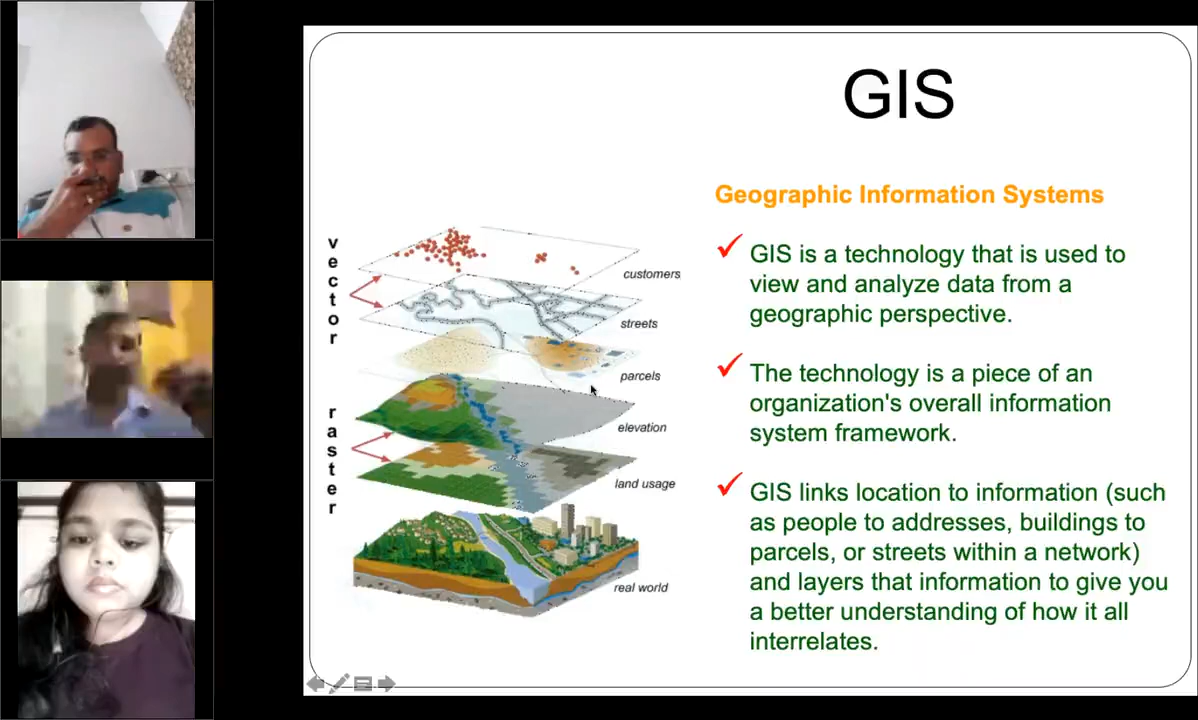 GIS
Geographic Information Systems
vector
customers
streets
parcels
raster
elevation
land usage
real world
✓ GIS is a technology that is used to
view and analyze data from a
geographic perspective.
✓ The technology is a piece of an
organization's overall information
system framework.
✓ GIS links location to information (such
as people to addresses, buildings to
parcels, or streets within a network)
and layers that information to give you
a better understanding of how it all
interrelates.